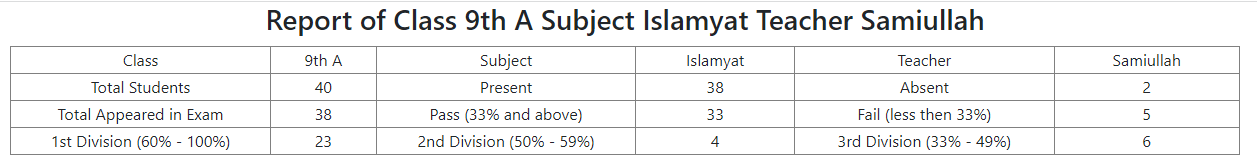 Report of Class 9th A Subject Islamyat Teacher Samiullah
Class 9th A Subject Islamyat Teacher Samiullah
Total Students 40 Present 38 Absent 2
Total Appeared in Exam 38 Pass (33% and above) 33 Fail (less then 33%) 5
1st Division (60% - 100%) 23 2nd Division (50% - 59%) 4 3rd Division (33% - 49%) 6